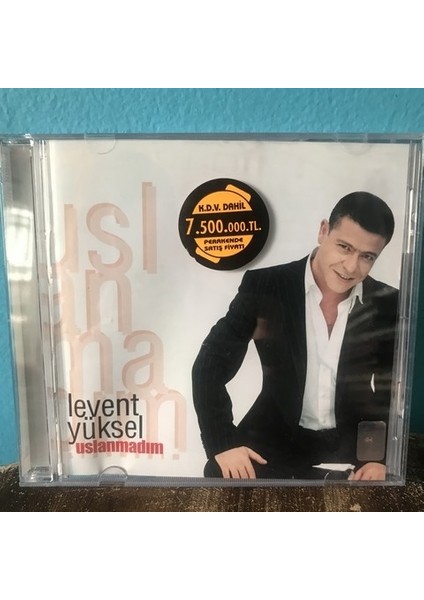 usl
an
ma
dım.
K.D.V. DAHİL
7.500.000.TL.
PERAKENDE
SATIŞ FİYATI
levent
yüksel
uslanmadım